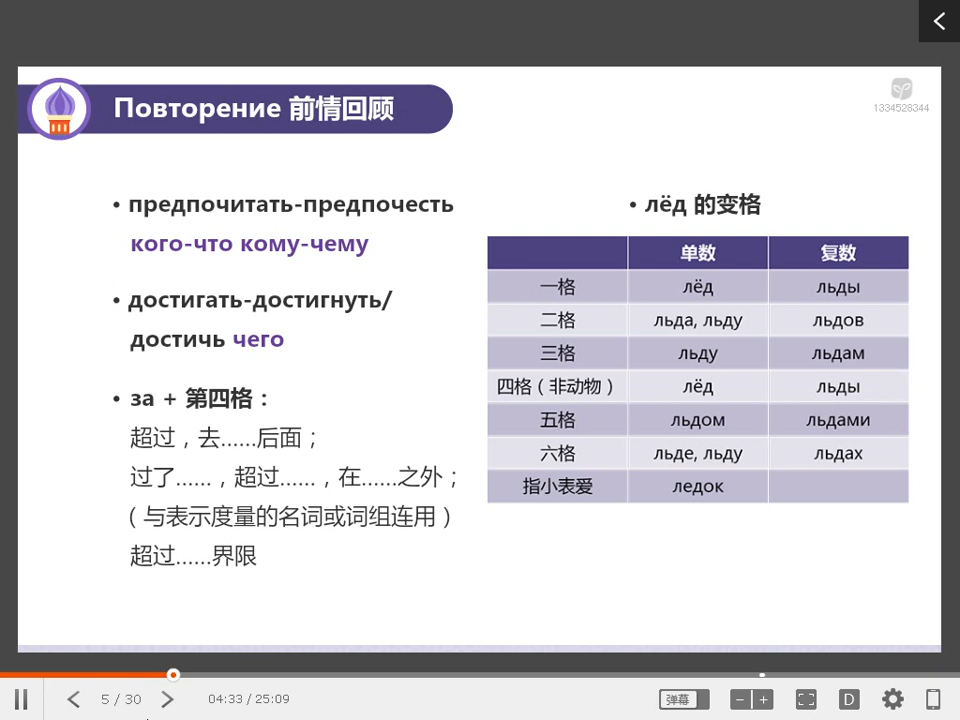 Повторение 前情回顾
1334528344
• предпочитать-предпочесть
кого-что кому-чему
• достигать-достигнуть/
достичь чего
• за + 第四格：
超过，去……后面；
过了……，超过……，在……之外；
（与表示度量的名词或词组连用）
超过……界限
• лёд 的变格
单数 复数
一格 лёд льды
二格 льда, льду льдов
三格 льду льдам
四格（非动物） лёд льды
五格 льдом льдами
六格 льде, льду льдах
指小表爱 ледок
5 / 30
04:33 / 25:09
弹幕
D